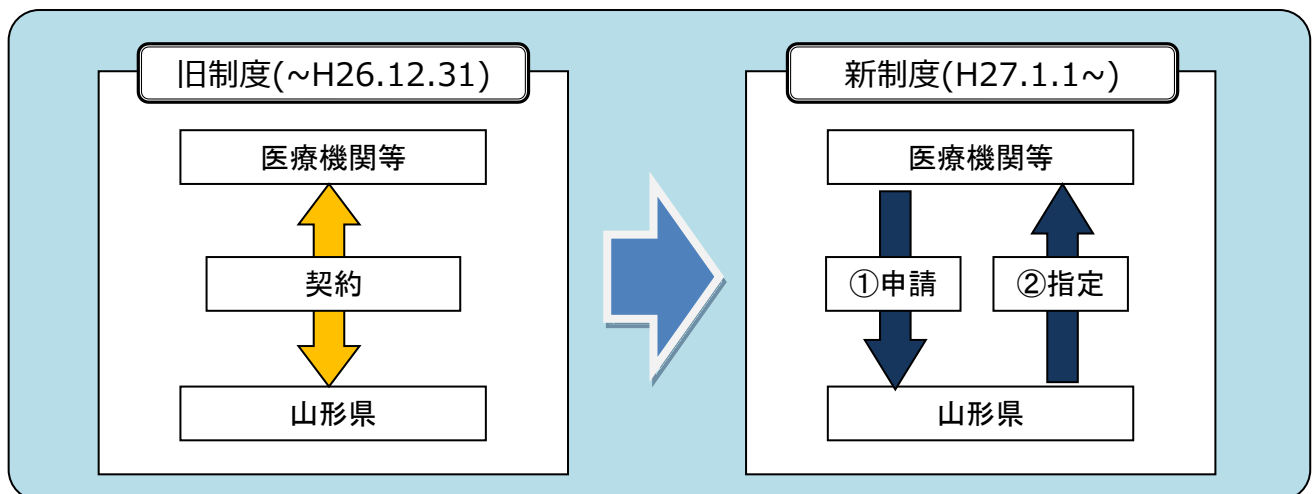 旧制度(~H26.12.31)
医療機関等
契約
山形県
新制度(H27.1.1~)
医療機関等
①申請
②指定
山形県